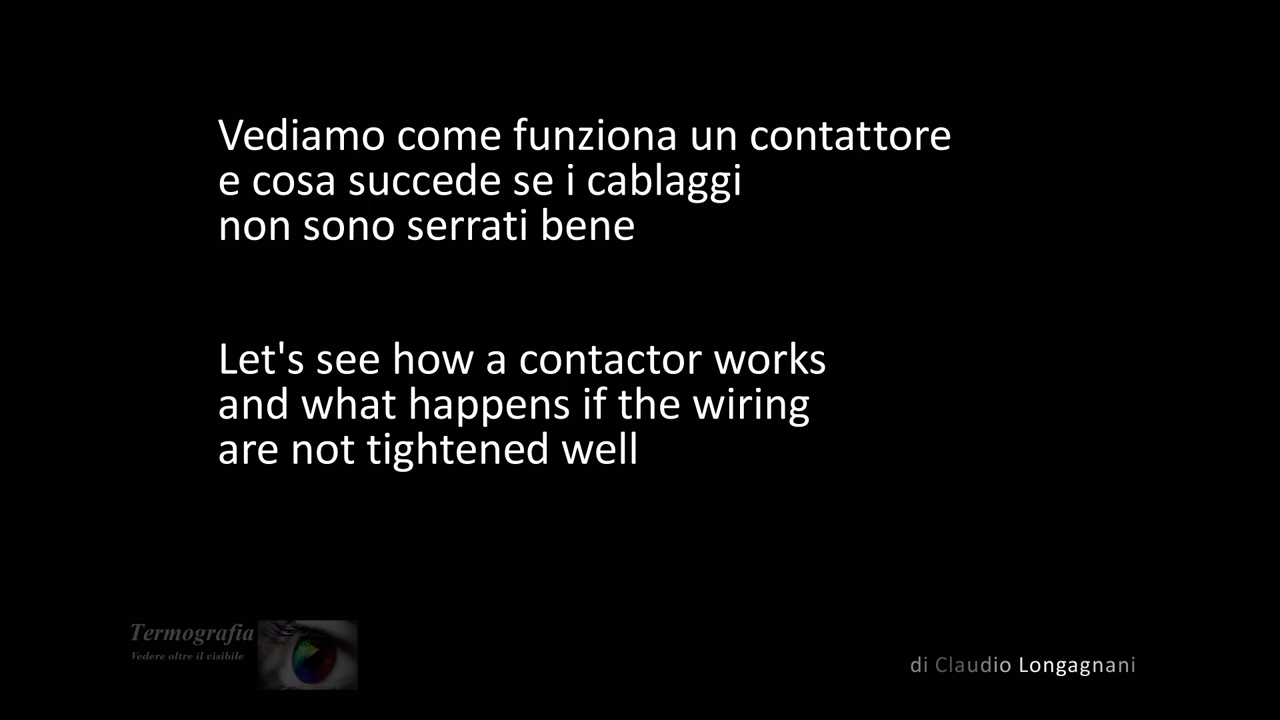 Vediamo come funziona un contattore
e cosa succede se i cablaggi
non sono serrati bene
Let's see how a contactor works
and what happens if the wiring
are not tightened well
Termografia
Vedere oltre il visibile
di Claudio Longagnani